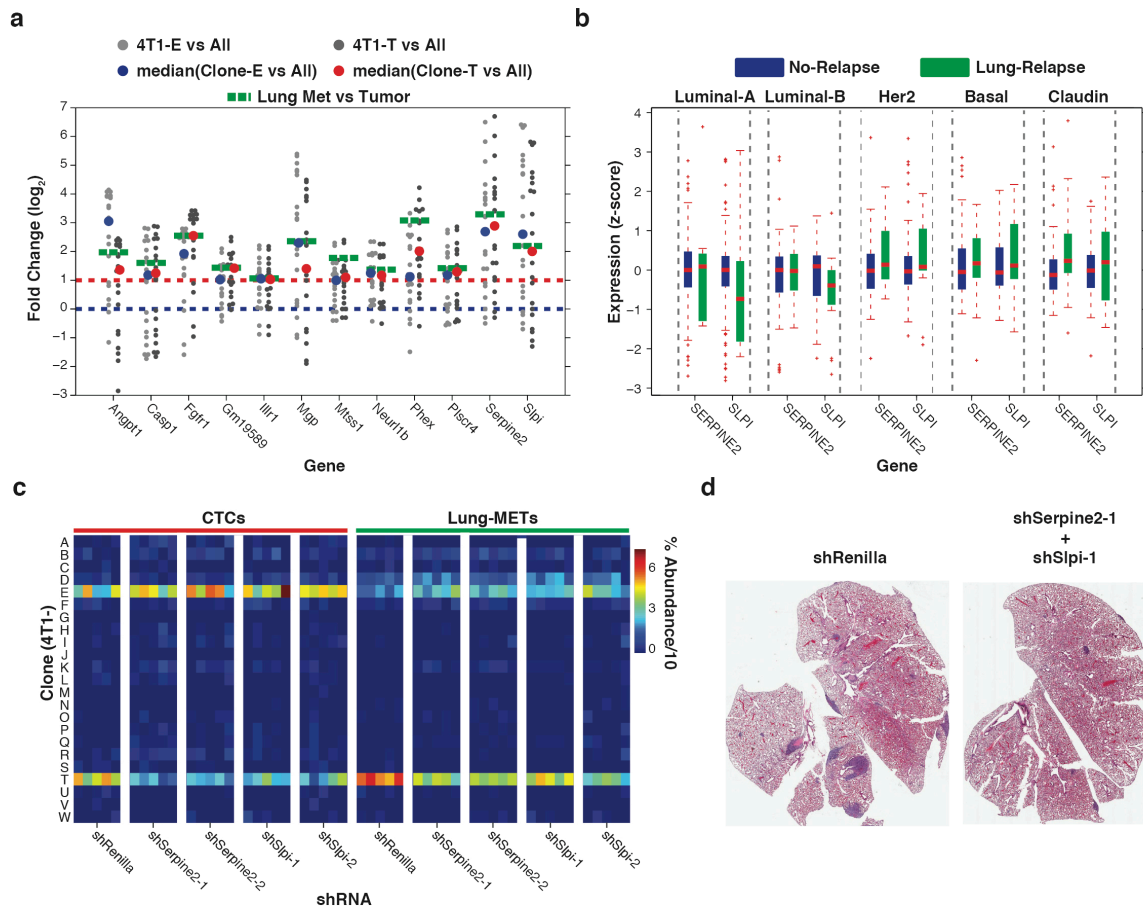 a
4T1-E vs All
4T1-T vs All
median(Clone-E vs All)
median(Clone-T vs All)
Lung Met vs Tumor
Fold Change (log2)
7
6
5
4
3
2
1
0
−1
−2
−3
Angpt1
Casp1
Fgfr1
Gm19589
Illr1
Mgp
Mtss1
Neurl1b
Phex
Plscr4
Serpine2
Slpi
Gene
b
No-Relapse
Lung-Relapse
Luminal-A
Luminal-B
Her2
Basal
Claudin
Expression (z-score)
4
3
2
1
0
−1
−2
−3
SERPINE2
SLPI
SERPINE2
SLPI
SERPINE2
SLPI
SERPINE2
SLPI
SERPINE2
SLPI
Gene
c
CTCs
Lung-METs
Clone (4T1-)
A
B
C
D
E
F
G
H
I
J
K
L
M
N
O
P
Q
R
S
T
U
V
W
% Abundance/10
6
3
0
shRenilla
shSerpine2-1
shSerpine2-2
shSlpi-1
shSlpi-2
shRenilla
shSerpine2-1
shSerpine2-2
shSlpi-1
shSlpi-2
shRNA
d
shRenilla
shSerpine2-1
+
shSlpi-1